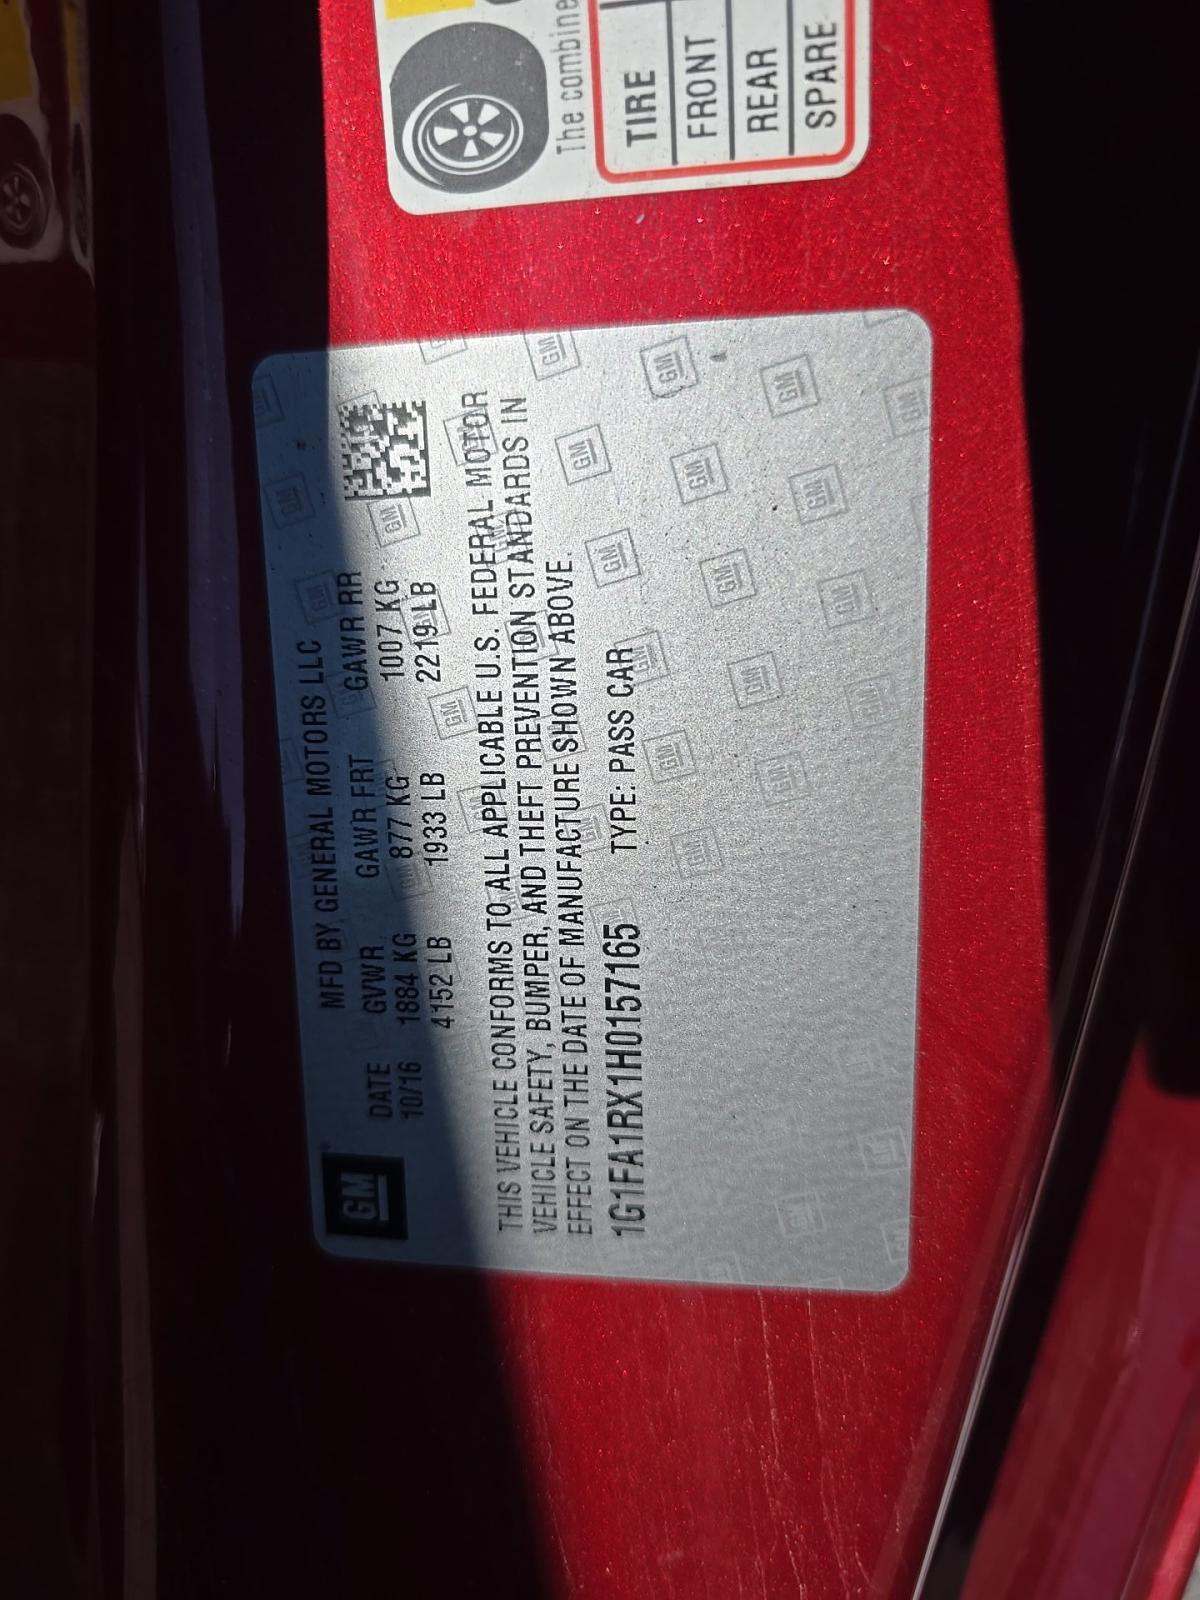 The combine
TIRE
FRONT
REAR
SPARE
GM
MFD BY GENERAL MOTORS LLC
DATE GVWR GAWR FRT GAWR RR
10/16 1884 KG 877 KG 1007 KG
4152 LB 1933 LB 2219 LB
THIS VEHICLE CONFORMS TO ALL APPLICABLE U.S. FEDERAL MOTOR
VEHICLE SAFETY, BUMPER, AND THEFT PREVENTION STANDARDS IN
EFFECT ON THE DATE OF MANUFACTURE SHOWN ABOVE.
1G1FA1RX1H0157165 TYPE: PASS CAR